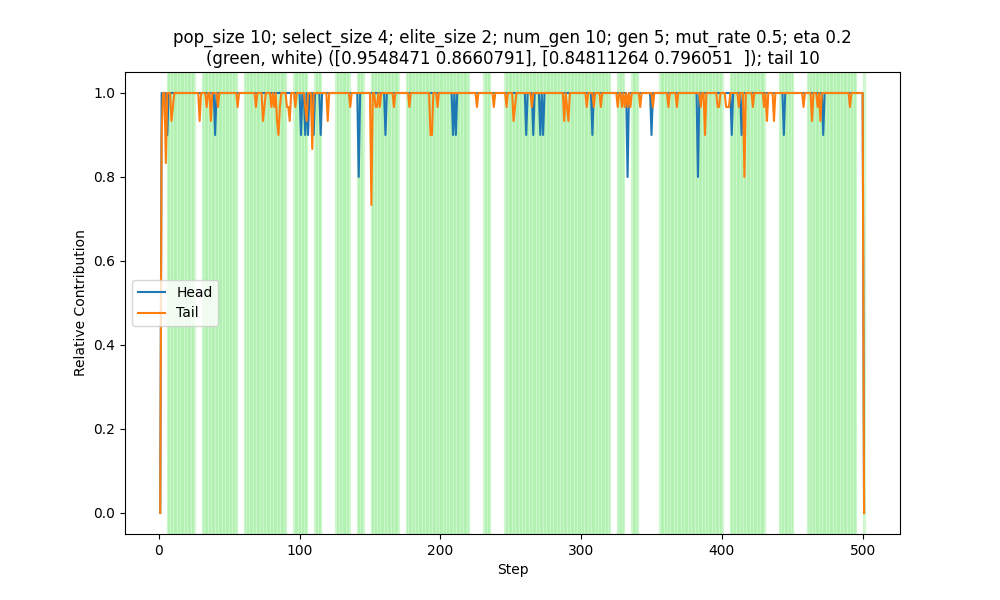 pop_size 10; select_size 4; elite_size 2; num_gen 10; gen 5; mut_rate 0.5; eta 0.2
(green, white) ([0.9548471 0.8660791], [0.84811264 0.796051  ]); tail 10
1.0
0.8
0.6
0.4
0.2
0.0
Relative Contribution
Head
Tail
0
100
200
300
400
500
Step